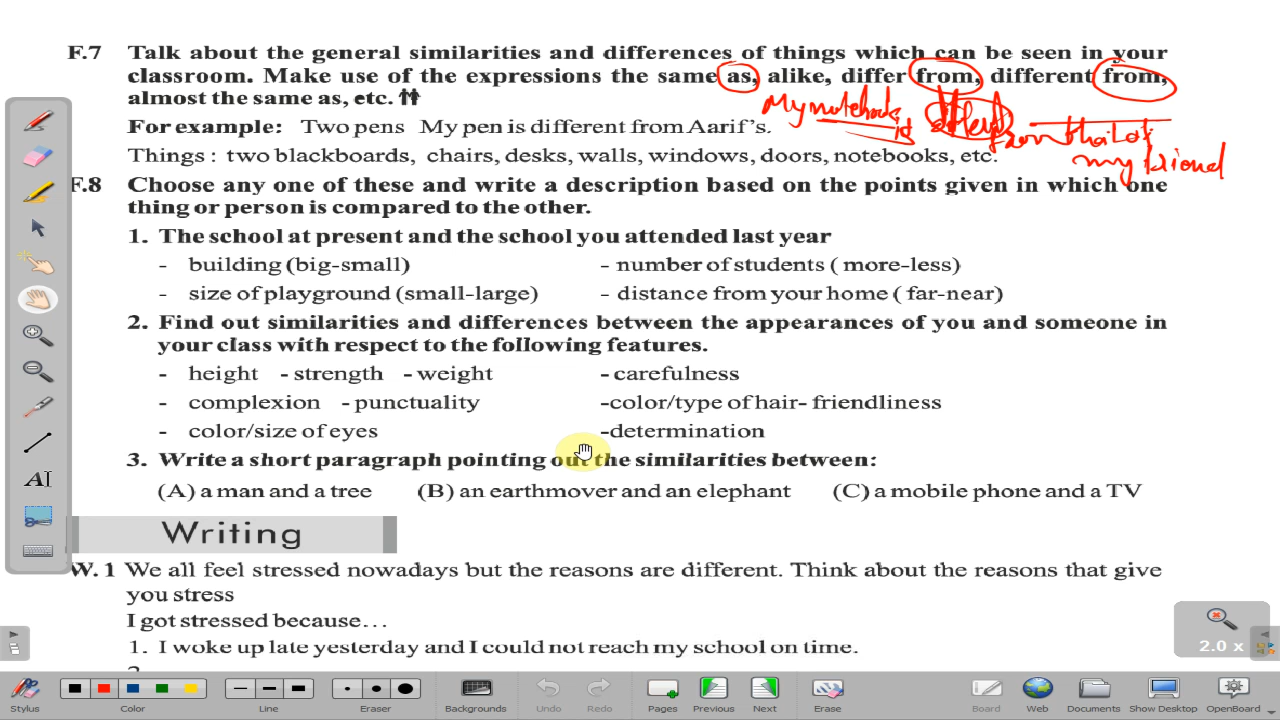 F.7 Talk about the general similarities and differences of things which can be seen in your
classroom. Make use of the expressions the same as, alike, differ from, different from,
almost the same as, etc.
My notebook is from that of my friend
For example: Two pens My pen is different from Aarif's.
Things : two blackboards, chairs, desks, walls, windows, doors, notebooks, etc.
F.8 Choose any one of these and write a description based on the points given in which one
thing or person is compared to the other.
1. The school at present and the school you attended last year
- building (big-small) - number of students ( more-less)
- size of playground (small-large) - distance from your home ( far-near)
2. Find out similarities and differences between the appearances of you and someone in
your class with respect to the following features.
- height - strength - weight - carefulness
- complexion - punctuality -color/type of hair- friendliness
- color/size of eyes -determination
3. Write a short paragraph pointing out the similarities between:
(A) a man and a tree (B) an earthmover and an elephant (C) a mobile phone and a TV
Writing
W. 1 We all feel stressed nowadays but the reasons are different. Think about the reasons that give
you stress
I got stressed because…
1. I woke up late yesterday and I could not reach my school on time.
2.0 x
Stylus Color Line Eraser Backgrounds Undo Redo Pages Previous Next Erase Board Web Documents Show Desktop OpenBoard